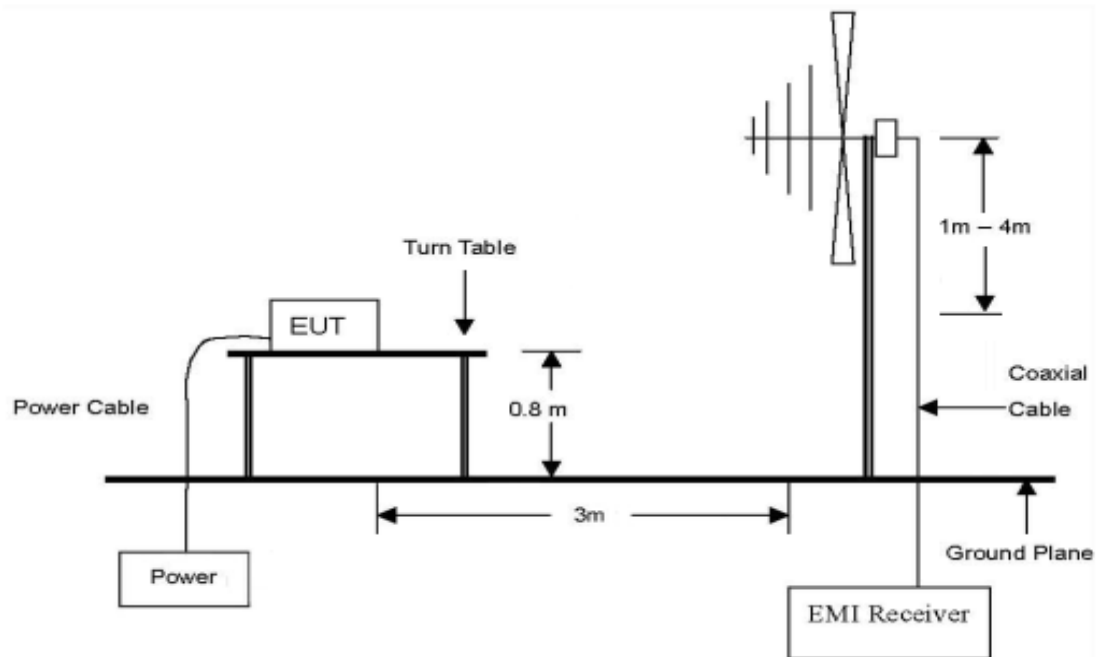 1m – 4m
Turn Table
EUT
Coaxial
Cable
Power Cable
0.8 m
3m
Ground Plane
Power
EMI Receiver